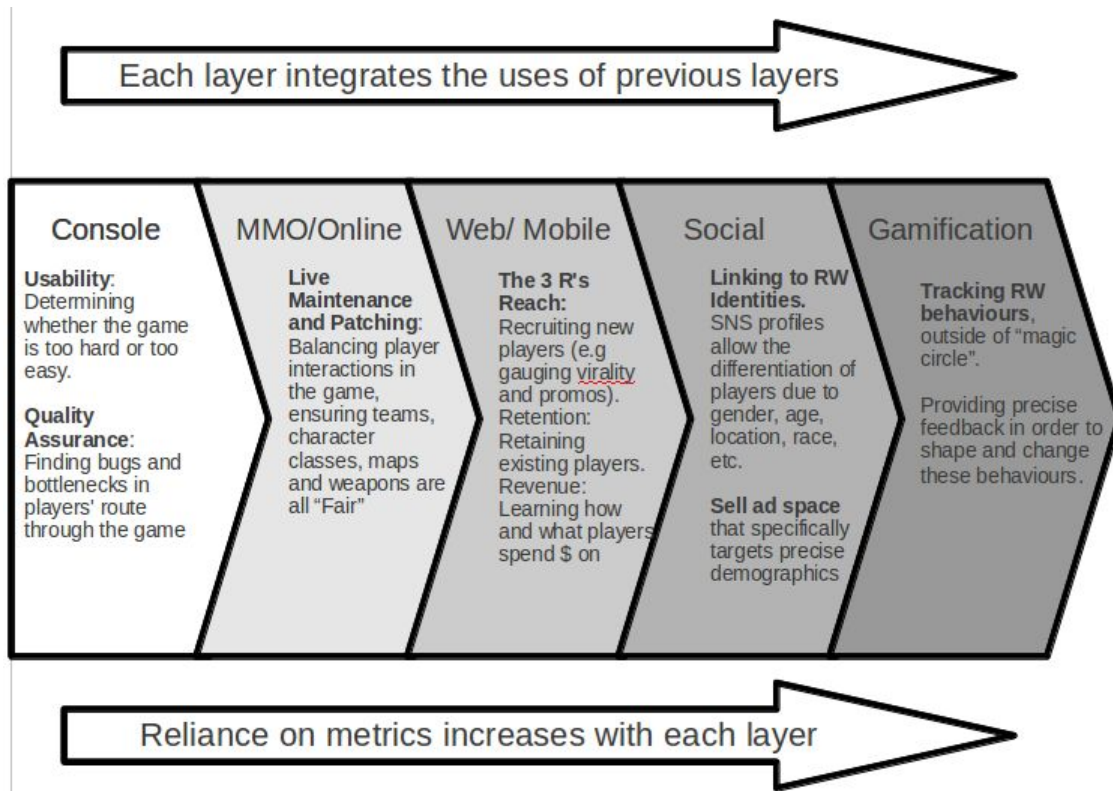 Each layer integrates the uses of previous layers
Console
Usability:
Determining
whether the game
is too hard or too
easy.
Quality
Assurance:
Finding bugs and
bottlenecks in
players' route
through the game
MMO/Online
Live
Maintenance
and Patching:
Balancing player
interactions in
the game,
ensuring teams,
character
classes, maps
and weapons are
all “Fair”
Web/ Mobile
The 3 R's
Reach:
Recruiting new
players (e.g
gauging virality
and promos).
Retention:
Retaining
existing players.
Revenue:
Learning how
and what players
spend $ on
Social
Linking to RW
Identities.
SNS profiles
allow the
differentiation of
players due to
gender, age,
location, race,
etc.
Sell ad space
that specifically
targets precise
demographics
Gamification
Tracking RW
behaviours,
outside of “magic
circle”.
Providing precise
feedback in order to
shape and change
these behaviours.
Reliance on metrics increases with each layer